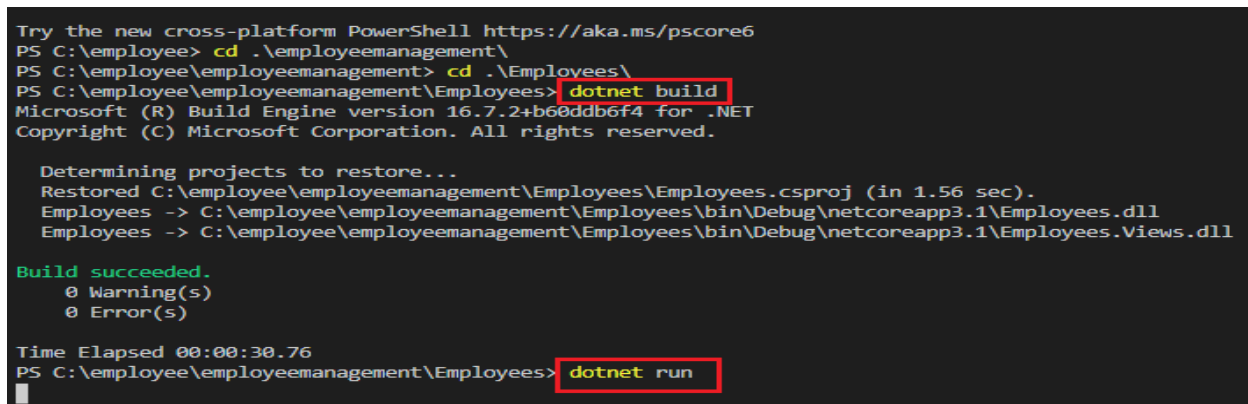 Try the new cross-platform PowerShell https://aka.ms/pscore6
PS C:\employee> cd .\employeemanagement\
PS C:\employee\employeemanagement> cd .\Employees\
PS C:\employee\employeemanagement\Employees> dotnet build
Microsoft (R) Build Engine version 16.7.2+b60ddb6f4 for .NET
Copyright (C) Microsoft Corporation. All rights reserved.
Determining projects to restore...
Restored C:\employee\employeemanagement\Employees\Employees.csproj (in 1.56 sec).
Employees -> C:\employee\employeemanagement\Employees\bin\Debug\netcoreapp3.1\Employees.dll
Employees -> C:\employee\employeemanagement\Employees\bin\Debug\netcoreapp3.1\Employees.Views.dll
Build succeeded.
0 Warning(s)
0 Error(s)
Time Elapsed 00:00:30.76
PS C:\employee\employeemanagement\Employees> dotnet run